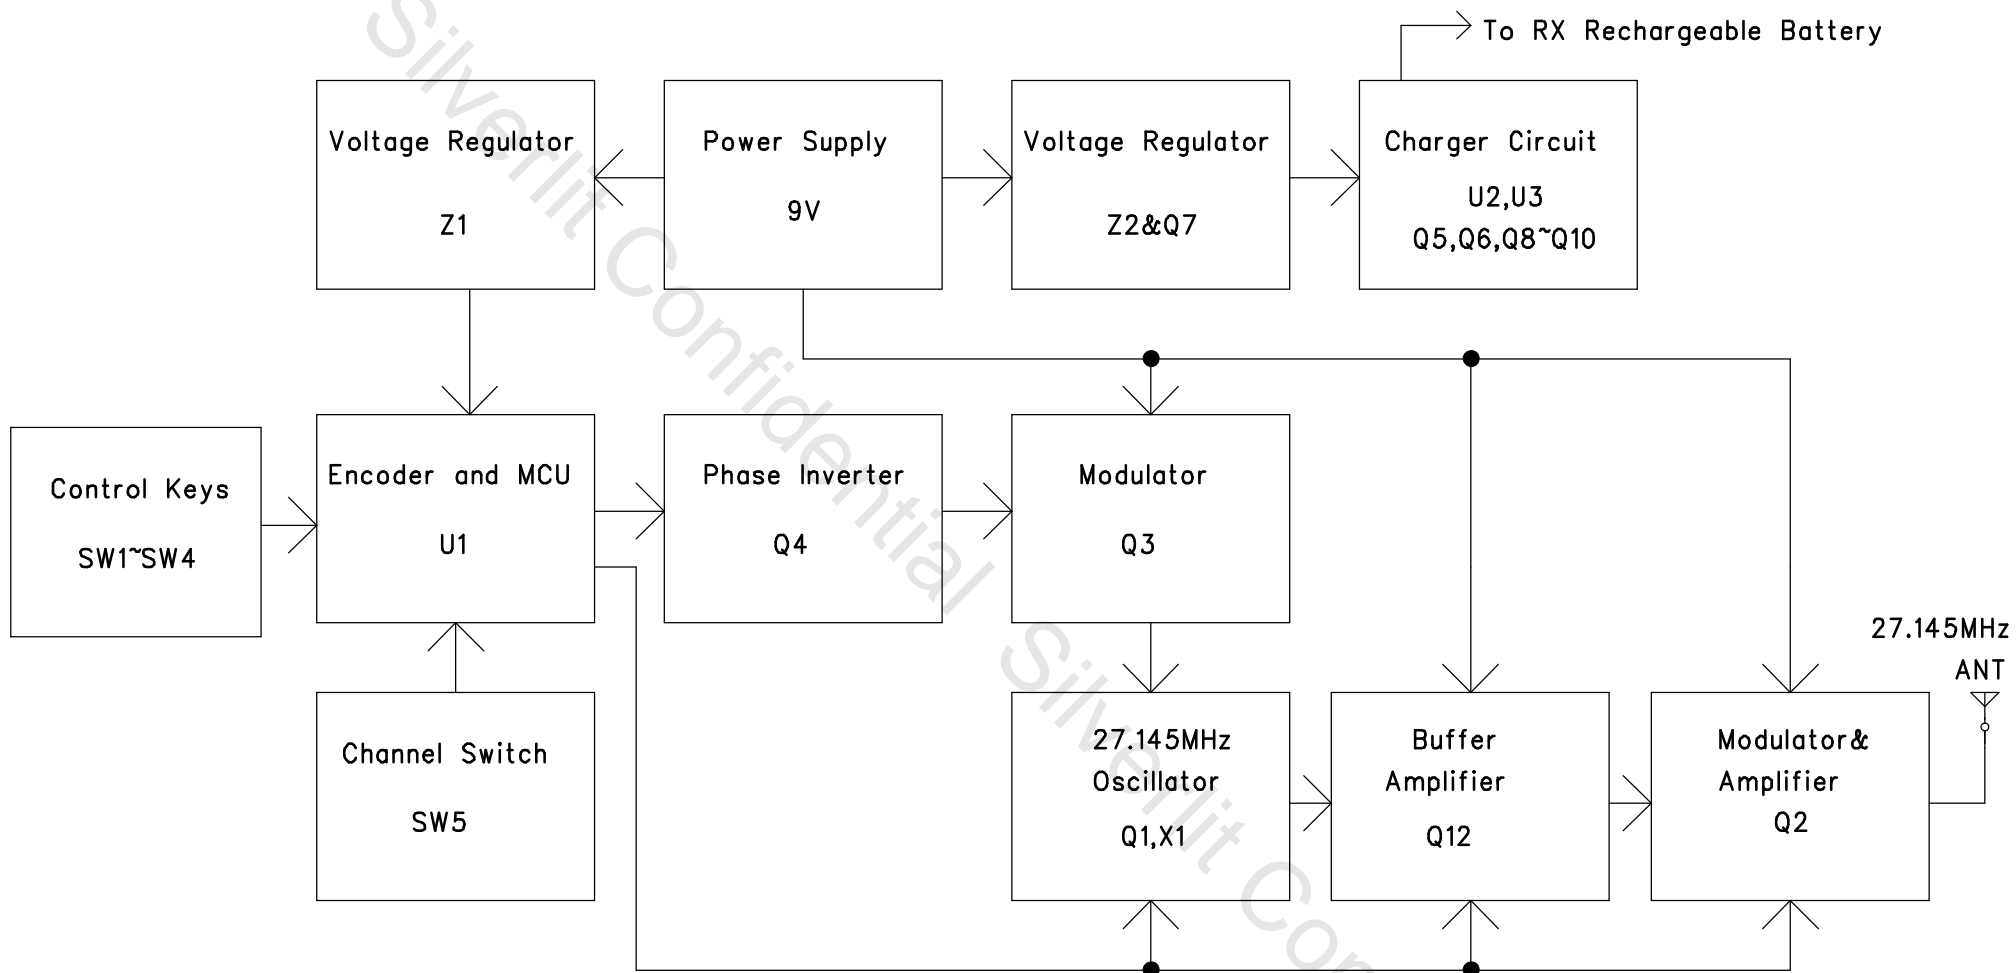 To RX Rechargeable Battery
Voltage Regulator
Z1
Power Supply
9V
Voltage Regulator
Z2&Q7
Charger Circuit
U2,U3
Q5,Q6,Q8~Q10
Control Keys
SW1~SW4
Encoder and MCU
U1
Phase Inverter
Q4
Modulator
Q3
27.145MHz
ANT
Channel Switch
SW5
27.145MHz
Oscillator
Q1,X1
Buffer
Amplifier
Q12
Modulator&
Amplifier
Q2
Silverlit Confidential Silverlit Con